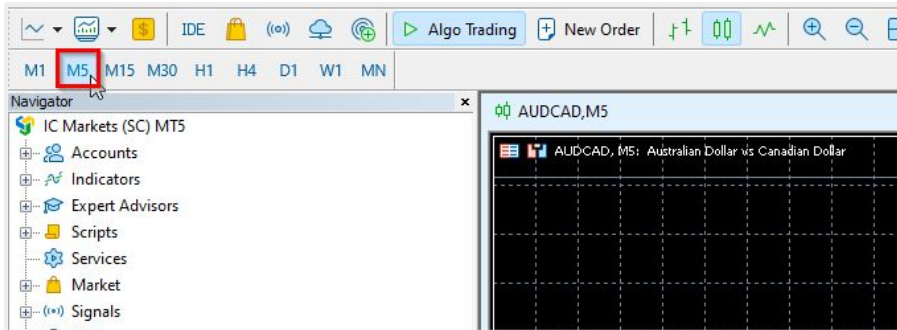 IDE Algo Trading New Order
M1 M5 M15 M30 H1 H4 D1 W1 MN
Navigator
IC Markets (SC) MT5
Accounts
Indicators
Expert Advisors
Scripts
Services
Market
Signals
AUDCAD,M5
AUDCAD, M5: Australian Dollar vs Canadian Dollar